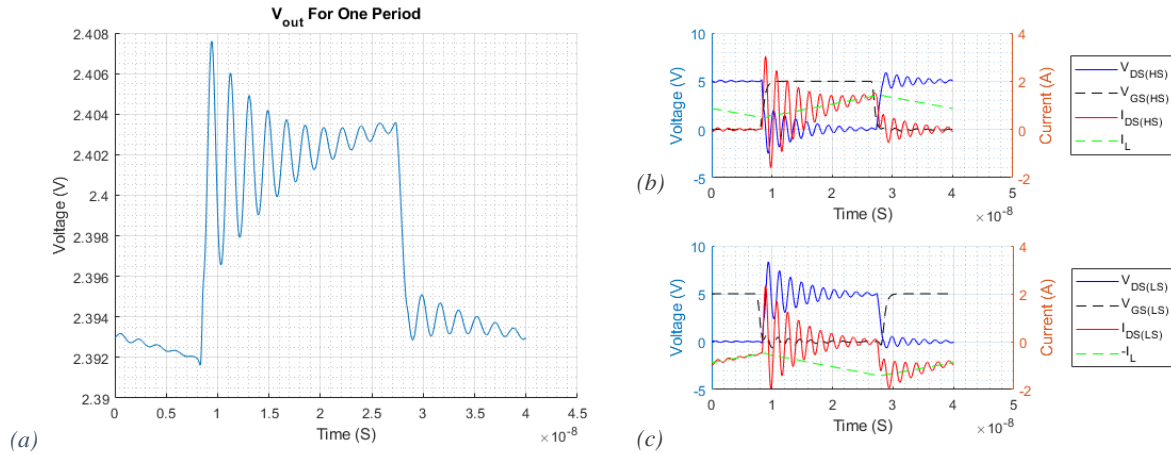 V_out For One Period
2.408
2.406
2.404
2.402
2.4
2.398
2.396
2.394
2.392
2.39
Voltage (V)
0 0.5 1 1.5 2 2.5 3 3.5 4 4.5
Time (S)
×10^-8
(a)
10
5
0
-5
Voltage (V)
4
2
0
-2
Current (A)
0 1 2 3 4 5
Time (S)
×10^-8
V_DS(HS)
V_GS(HS)
I_DS(HS)
I_L
(b)
10
5
0
-5
Voltage (V)
4
2
0
-2
Current (A)
0 1 2 3 4 5
Time (S)
×10^-8
V_DS(LS)
V_GS(LS)
I_DS(LS)
-I_L
(c)